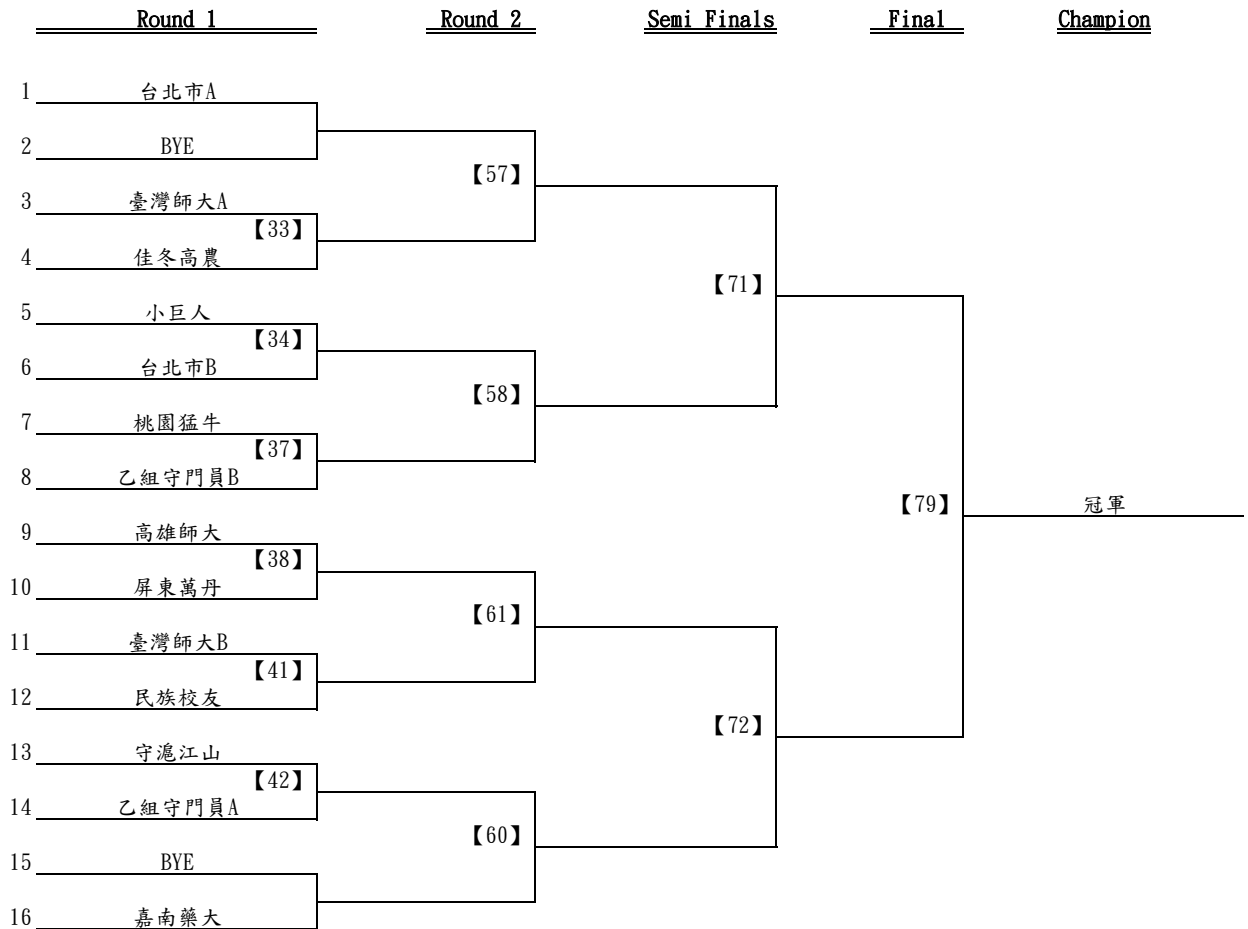 Round 1 Round 2 Semi Finals Final Champion
1 台北市A
2 BYE
【57】
3 臺灣師大A
【33】
4 佳冬高農
【71】
5 小巨人
【34】
6 台北市B
【58】
7 桃園猛牛
【37】
8 乙組守門員B
【79】 冠軍
9 高雄師大
【38】
10 屏東萬丹
【61】
11 臺灣師大B
【41】
12 民族校友
【72】
13 守滬江山
【42】
14 乙組守門員A
【60】
15 BYE
16 嘉南藥大